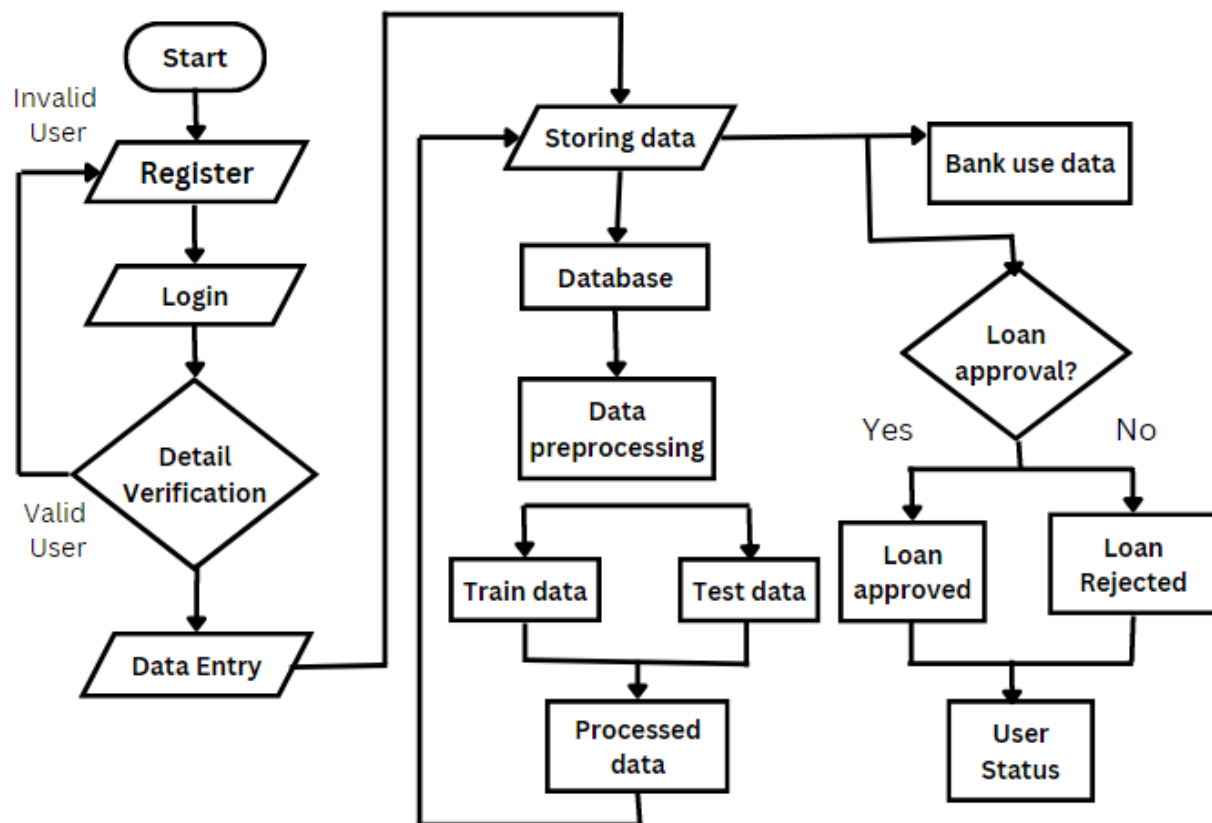 Start
Invalid
User
Register
Login
Detail
Verification
Valid
User
Data Entry
Storing data
Database
Data
preprocessing
Train data
Test data
Processed
data
Bank use data
Loan
approval?
Yes
No
Loan
approved
Loan
Rejected
User
Status